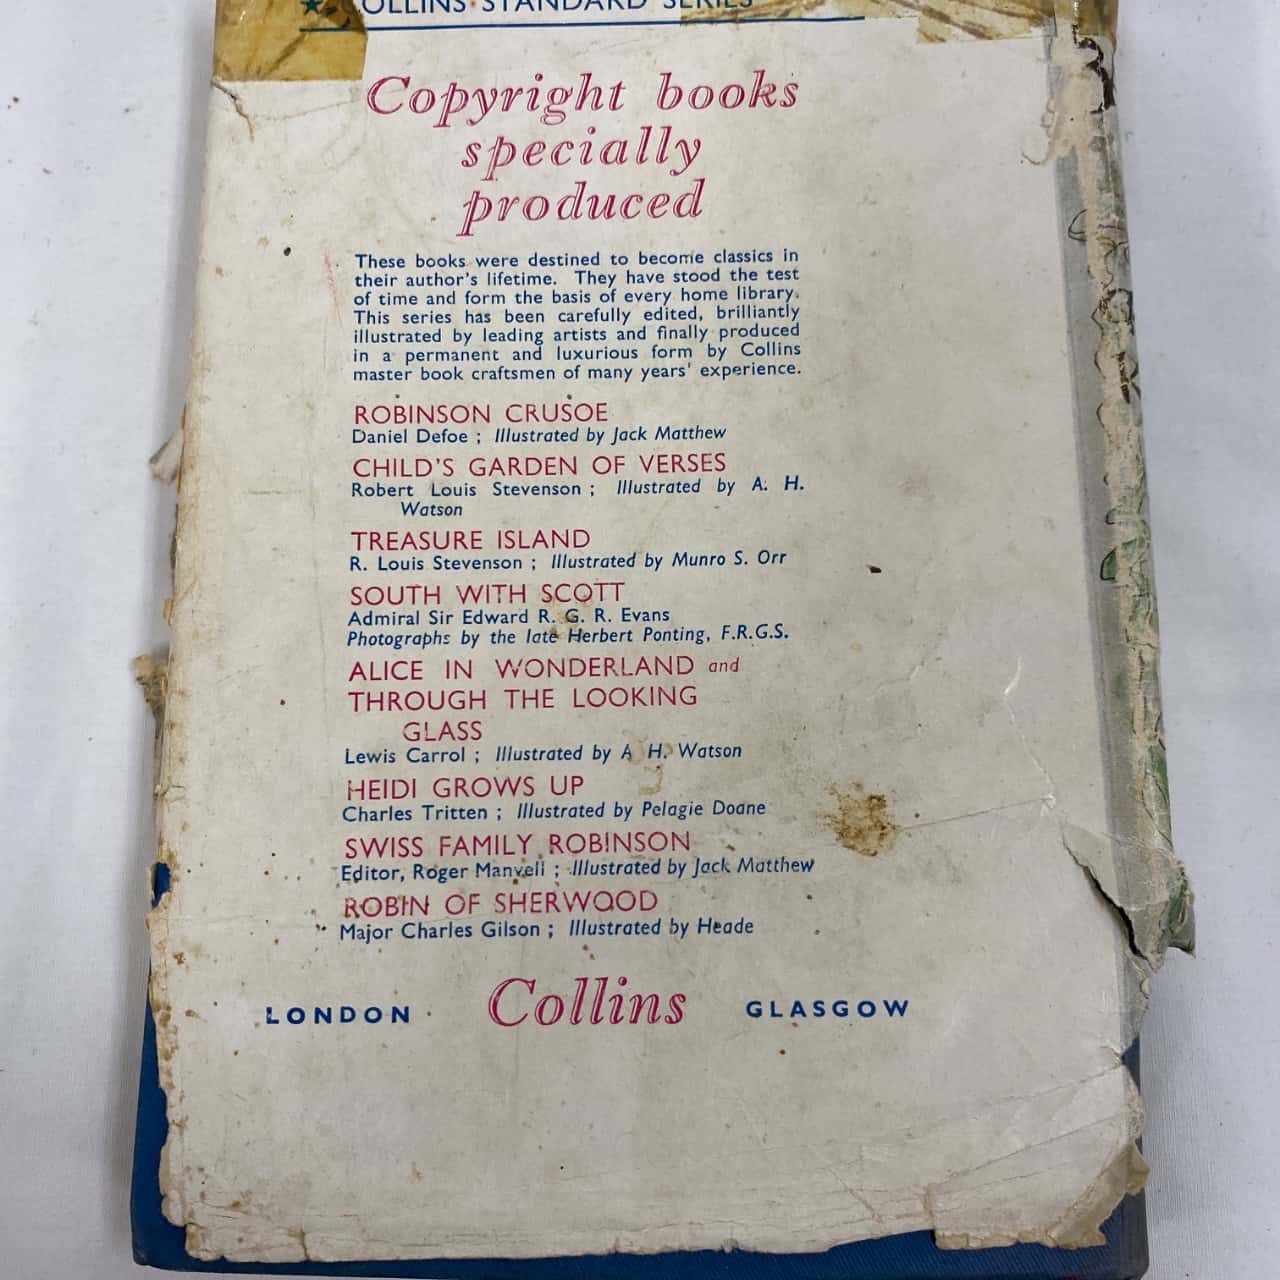 ★ COLLINS · STANDARD SERIES
Copyright books
specially
produced
These books were destined to become classics in
their author's lifetime. They have stood the test
of time and form the basis of every home library.
This series has been carefully edited, brilliantly
illustrated by leading artists and finally produced
in a permanent and luxurious form by Collins
master book craftsmen of many years' experience.
ROBINSON CRUSOE
Daniel Defoe ; Illustrated by Jack Matthew
CHILD'S GARDEN OF VERSES
Robert Louis Stevenson ; Illustrated by A. H.
Watson
TREASURE ISLAND
R. Louis Stevenson ; Illustrated by Munro S. Orr
SOUTH WITH SCOTT
Admiral Sir Edward R. G. R. Evans
Photographs by the late Herbert Ponting, F.R.G.S.
ALICE IN WONDERLAND and
THROUGH THE LOOKING
GLASS
Lewis Carrol ; Illustrated by A H. Watson
HEIDI GROWS UP
Charles Tritten ; Illustrated by Pelagie Doane
SWISS FAMILY ROBINSON
Editor, Roger Manvell ; Illustrated by Jack Matthew
ROBIN OF SHERWOOD
Major Charles Gilson ; Illustrated by Heade
LONDON Collins GLASGOW